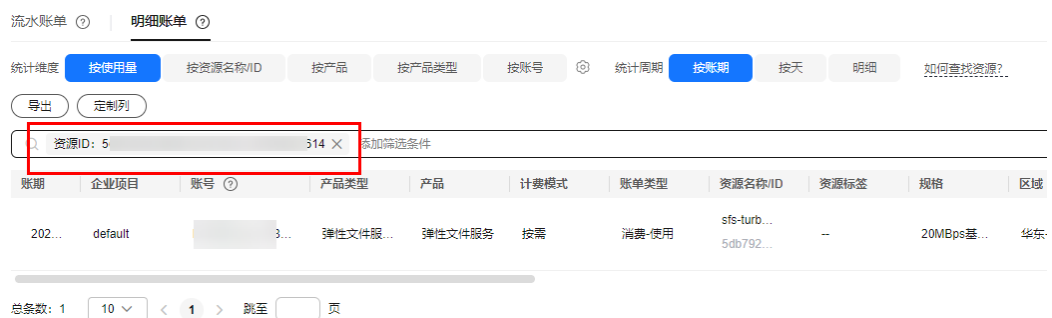 流水账单 ? 明细账单 ?
统计维度 按使用量 按资源名称/ID 按产品 按产品类型 按账号 统计周期 按账期 按天 明细 如何查找资源?
导出 定制列
资源ID: 5 614 添加筛选条件
账期 企业项目 账号 ? 产品类型 产品 计费模式 账单类型 资源名称/ID 资源标签 规格 区域
202... default 3... 弹性文件服... 弹性文件服务 按需 消费-使用 sfs-turb... -- 20MBps基... 华东-
5db792...
总条数: 1 10 1 跳至 页